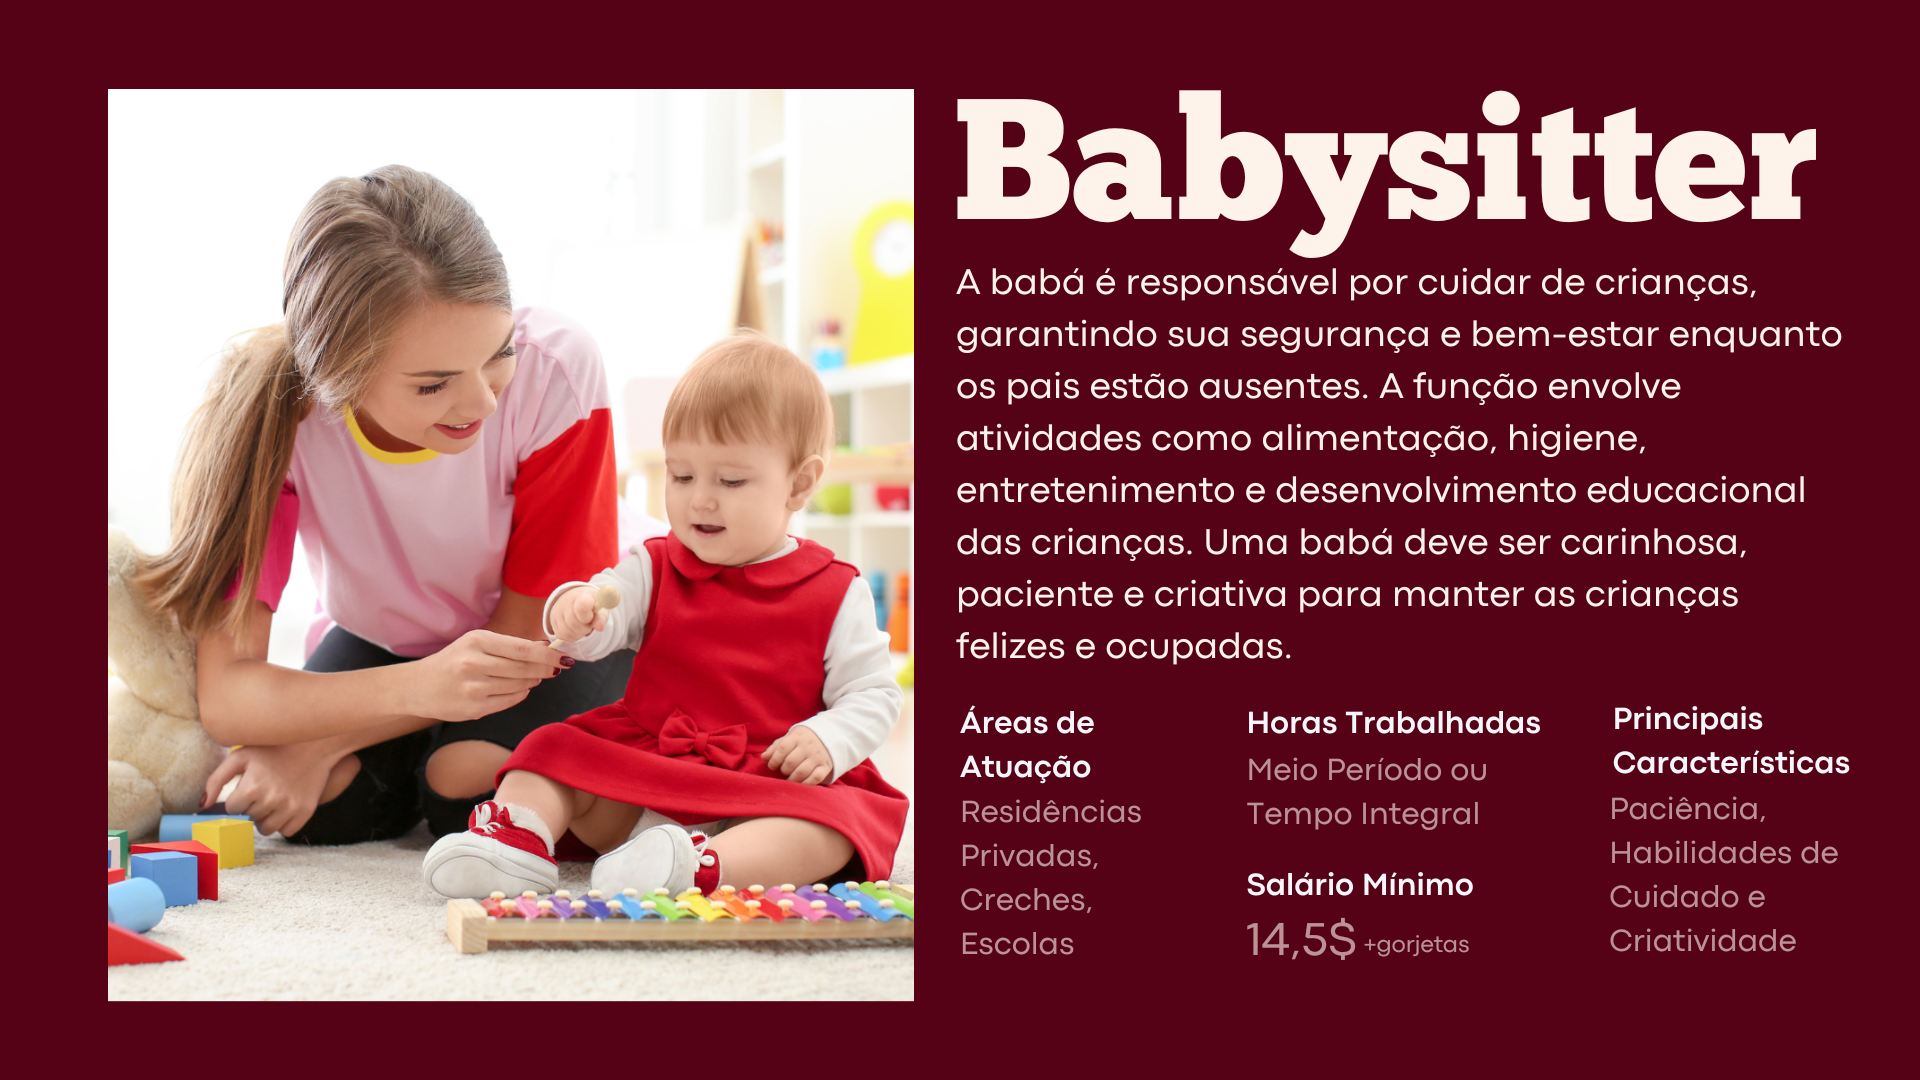 Babysitter
A babá é responsável por cuidar de crianças,
garantindo sua segurança e bem-estar enquanto
os pais estão ausentes. A função envolve
atividades como alimentação, higiene,
entretenimento e desenvolvimento educacional
das crianças. Uma babá deve ser carinhosa,
paciente e criativa para manter as crianças
felizes e ocupadas.
Áreas de
Atuação
Residências
Privadas,
Creches,
Escolas
Horas Trabalhadas
Meio Período ou
Tempo Integral
Salário Mínimo
14,5$ +gorjetas
Principais
Características
Paciência,
Habilidades de
Cuidado e
Criatividade